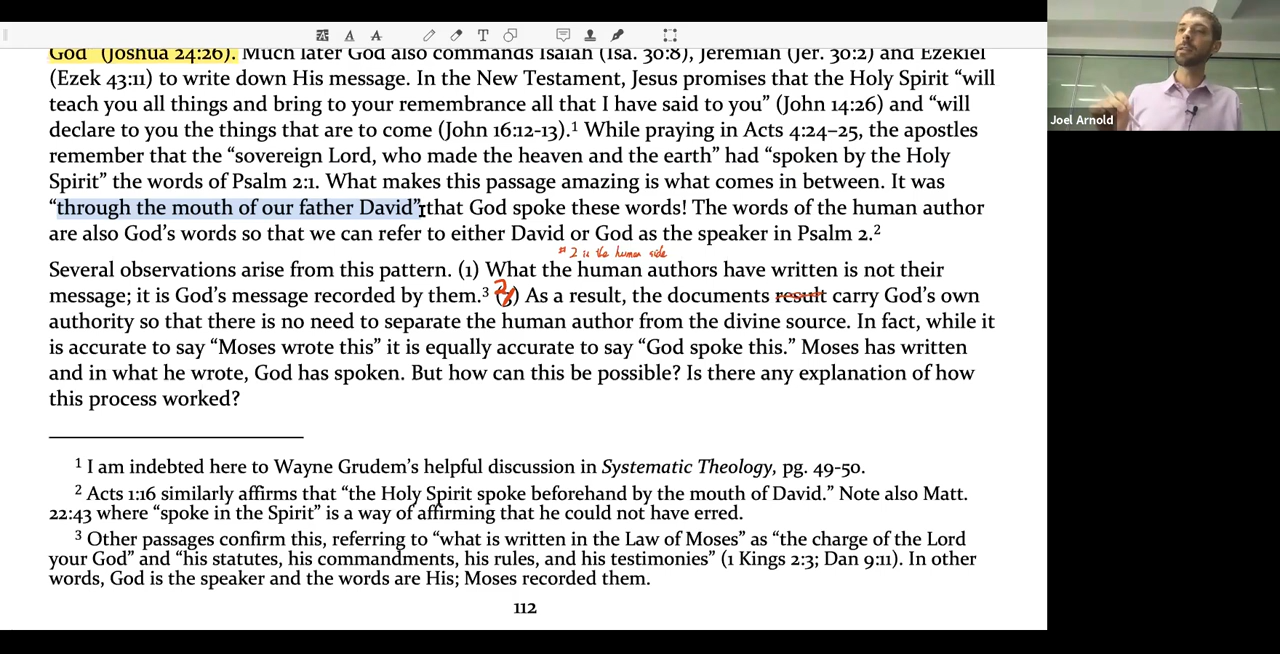 God” (Joshua 24:26). Much later God also commands Isaiah (Isa. 30:8), Jeremiah (Jer. 30:2) and Ezekiel
(Ezek 43:11) to write down His message. In the New Testament, Jesus promises that the Holy Spirit “will
teach you all things and bring to your remembrance all that I have said to you” (John 14:26) and “will
declare to you the things that are to come (John 16:12-13).¹ While praying in Acts 4:24–25, the apostles
remember that the “sovereign Lord, who made the heaven and the earth” had “spoken by the Holy
Spirit” the words of Psalm 2:1. What makes this passage amazing is what comes in between. It was
“through the mouth of our father David” that God spoke these words! The words of the human author
are also God’s words so that we can refer to either David or God as the speaker in Psalm 2.²
# 2 is the human side
Several observations arise from this pattern. (1) What the human authors have written is not their
message; it is God’s message recorded by them.³ (2) As a result, the documents result carry God’s own
authority so that there is no need to separate the human author from the divine source. In fact, while it
is accurate to say “Moses wrote this” it is equally accurate to say “God spoke this.” Moses has written
and in what he wrote, God has spoken. But how can this be possible? Is there any explanation of how
this process worked?
¹ I am indebted here to Wayne Grudem’s helpful discussion in Systematic Theology, pg. 49-50.
² Acts 1:16 similarly affirms that “the Holy Spirit spoke beforehand by the mouth of David.” Note also Matt.
22:43 where “spoke in the Spirit” is a way of affirming that he could not have erred.
³ Other passages confirm this, referring to “what is written in the Law of Moses” as “the charge of the Lord
your God” and “his statutes, his commandments, his rules, and his testimonies” (1 Kings 2:3; Dan 9:11). In other
words, God is the speaker and the words are His; Moses recorded them.
112
Joel Arnold